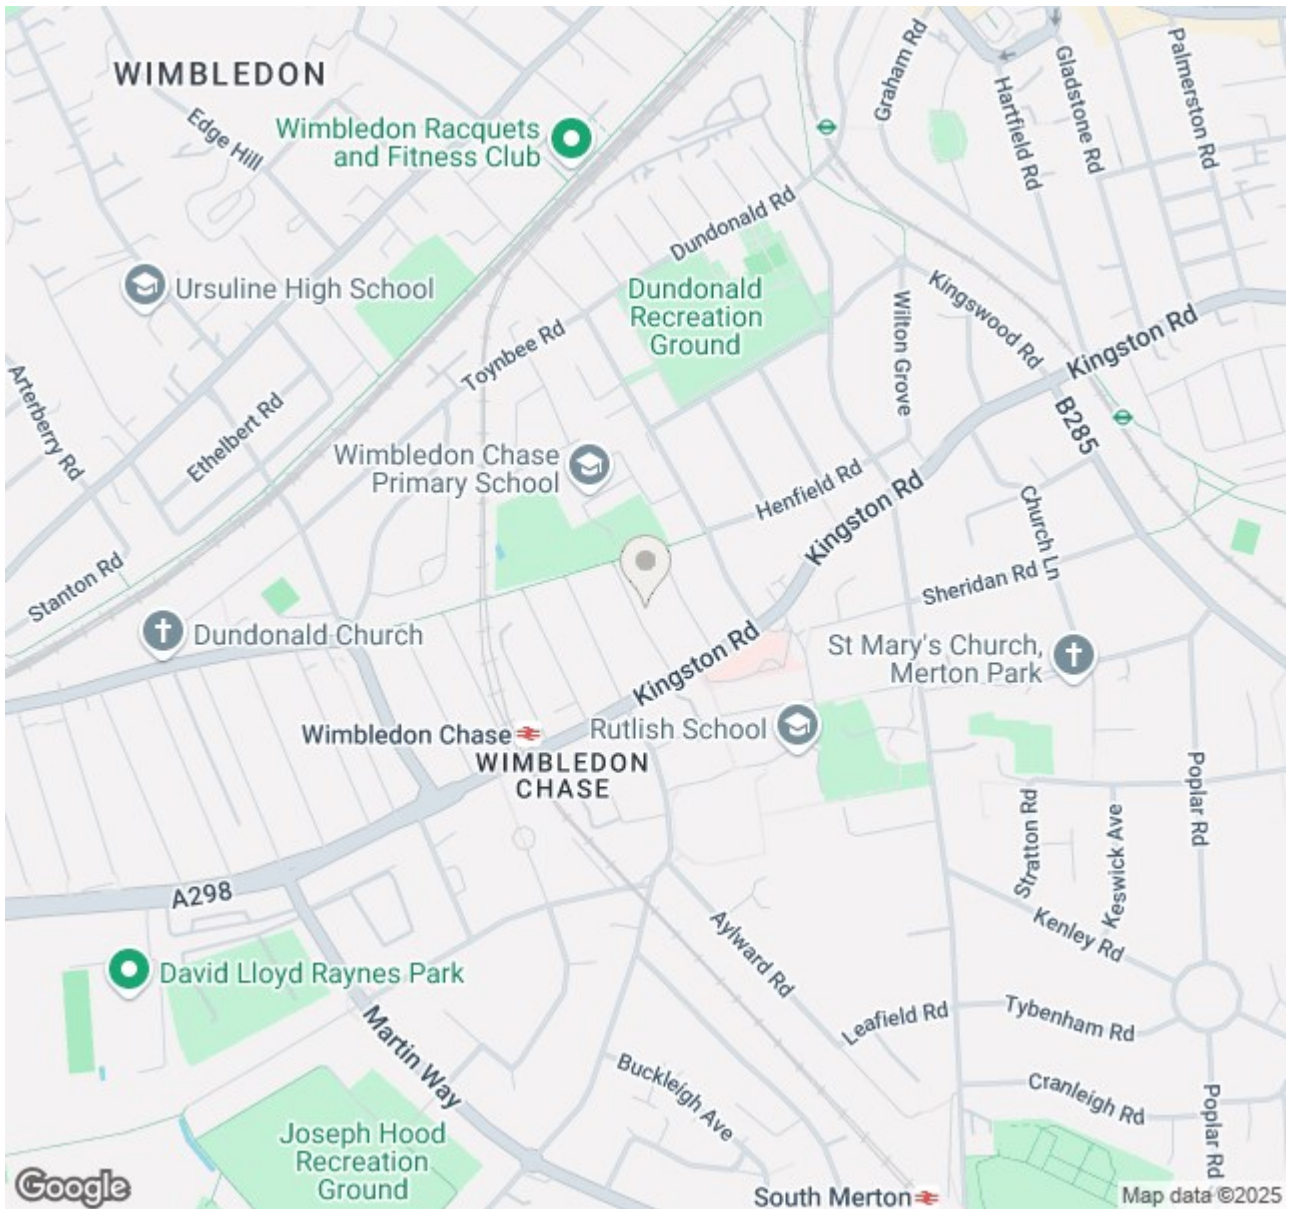 WIMBLEDON
Edge Hill
Wimbledon Racquets
and Fitness Club
Graham Rd
Hartfield Rd
Gladstone Rd
Palmerston Rd
Dundonald Rd
Ursuline High School
Dundonald
Recreation
Ground
Wilton Grove
Kingswood Rd
Kingston Rd
Toynbee Rd
Arterberry Rd
Ethelbert Rd
B285
Wimbledon Chase
Primary School
Henfield Rd
Kingston Rd
Church Ln
Stanton Rd
Sheridan Rd
Dundonald Church
Kingston Rd
St Mary's Church,
Merton Park
Wimbledon Chase
Rutlish School
WIMBLEDON
CHASE
Poplar Rd
Stratton Rd
Keswick Ave
A298
Kenley Rd
Aylward Rd
David Lloyd Raynes Park
Leafield Rd
Tybenham Rd
Martin Way
Buckleigh Ave
Cranleigh Rd
Poplar Rd
Joseph Hood
Recreation
Ground
Google
South Merton
Map data ©2025